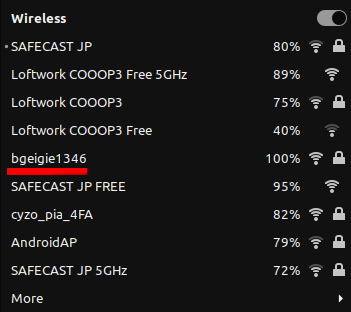 Wireless
SAFECAST JP 80%
Loftwork COOOP3 Free 5GHz 89%
Loftwork COOOP3 75%
Loftwork COOOP3 Free 40%
bgeigie1346 100%
SAFECAST JP FREE 95%
cyzo_pia_4FA 82%
AndroidAP 79%
SAFECAST JP 5GHz 72%
More